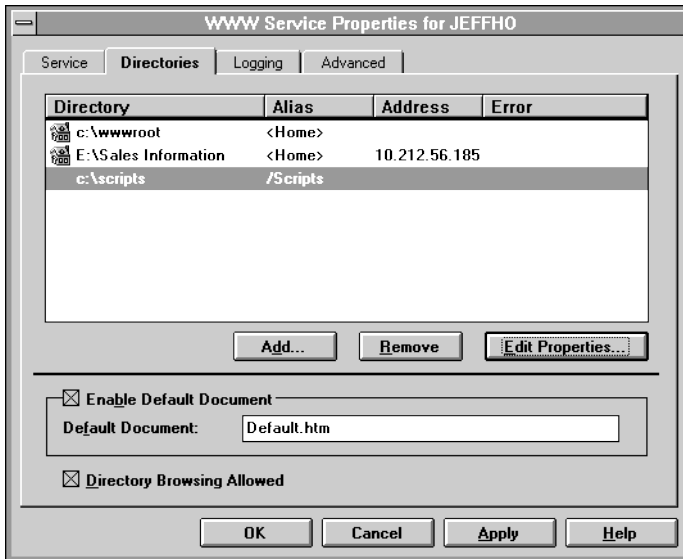 WWW Service Properties for JEFFHO
Service Directories Logging Advanced
Directory Alias Address Error
c:\wwwroot <Home>
E:\Sales Information <Home> 10.212.56.185
c:\scripts /Scripts
Add... Remove Edit Properties...
Enable Default Document
Default Document: Default.htm
Directory Browsing Allowed
OK Cancel Apply Help